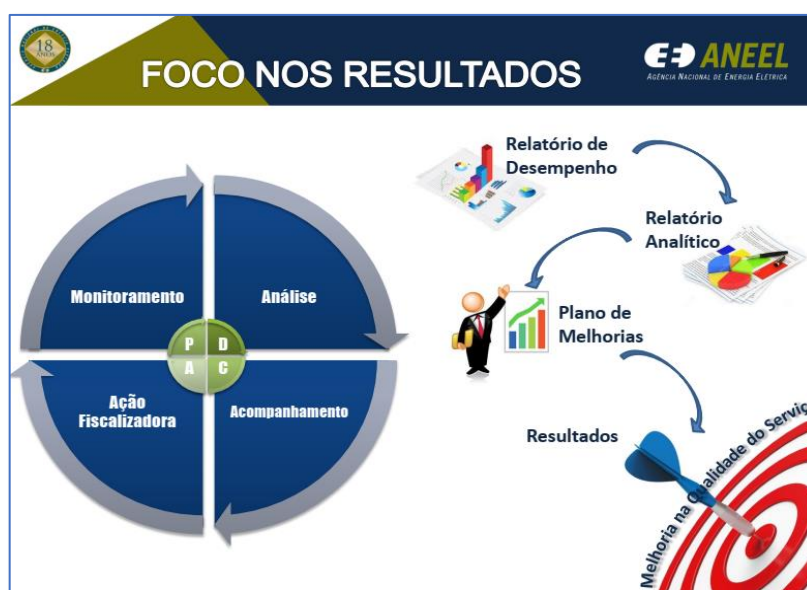 18
ANOS
FOCO NOS RESULTADOS
ANEEL
AGÊNCIA NACIONAL DE ENERGIA ELÉTRICA
Monitoramento
Análise
P
D
A
C
Ação
Fiscalizadora
Acompanhamento
Relatório de
Desempenho
Relatório
Analítico
Plano de
Melhorias
Resultados
Melhoria na Qualidade do Serviç